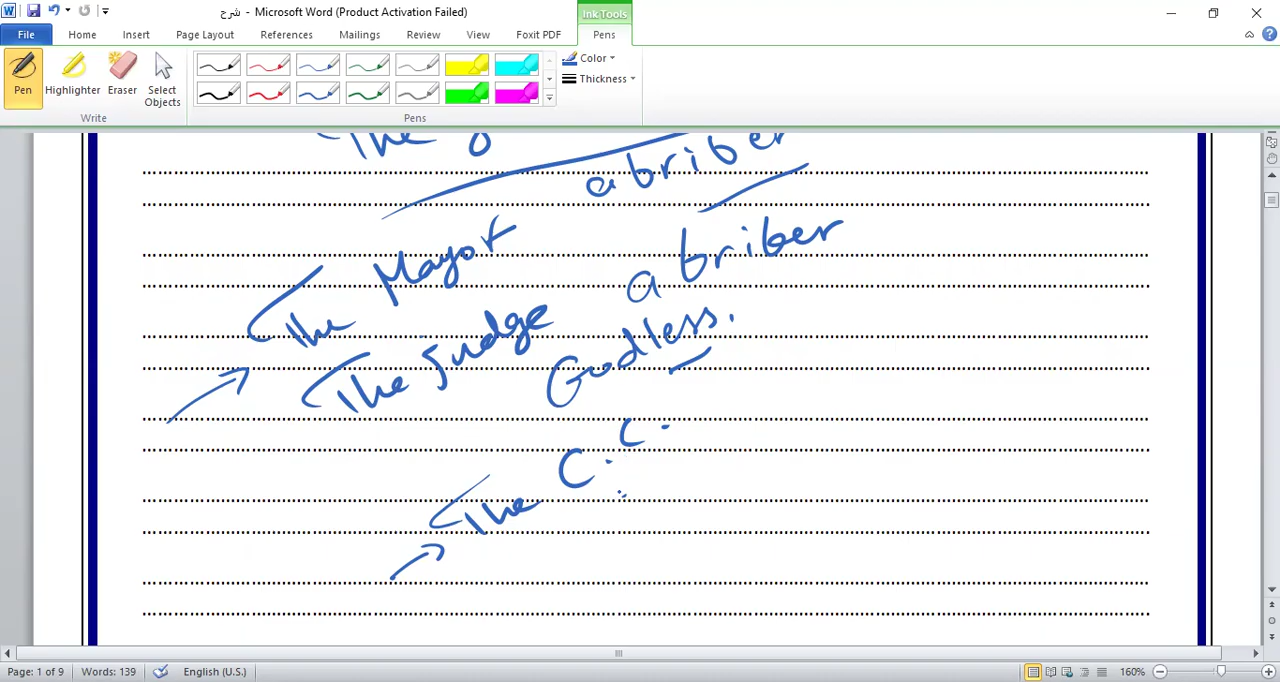 شرح - Microsoft Word (Product Activation Failed)
Ink Tools
File Home Insert Page Layout References Mailings Review View Foxit PDF Pens
Pen Highlighter Eraser Select Objects
Color
Thickness
Write Pens
The
a briber
The Mayor a briber
The Judge Godless.
The C.C.
Page: 1 of 9 Words: 139 English (U.S.) 160%